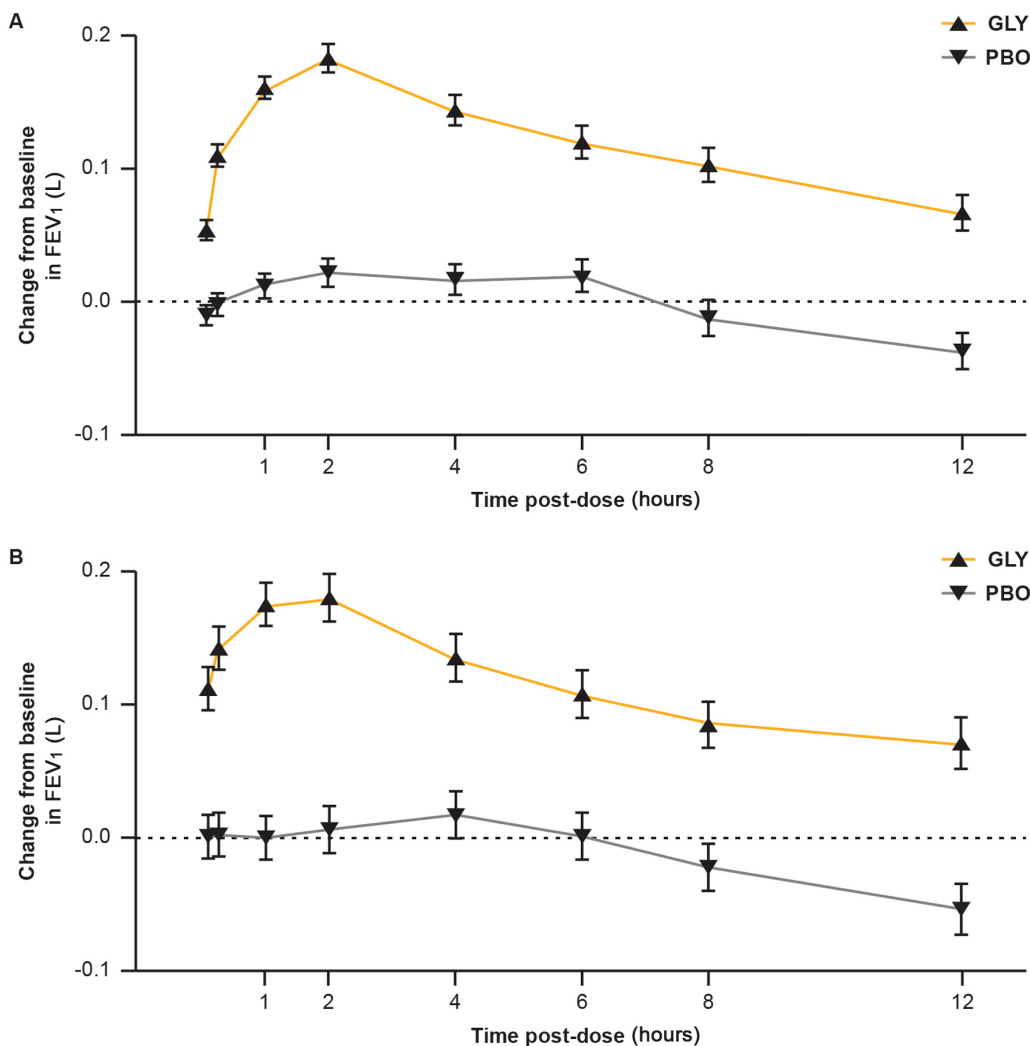 A
GLY
PBO
0.2
0.1
0.0
-0.1
Change from baseline
in FEV₁ (L)
1 2 4 6 8 12
Time post-dose (hours)
B
GLY
PBO
0.2
0.1
0.0
-0.1
Change from baseline
in FEV₁ (L)
1 2 4 6 8 12
Time post-dose (hours)